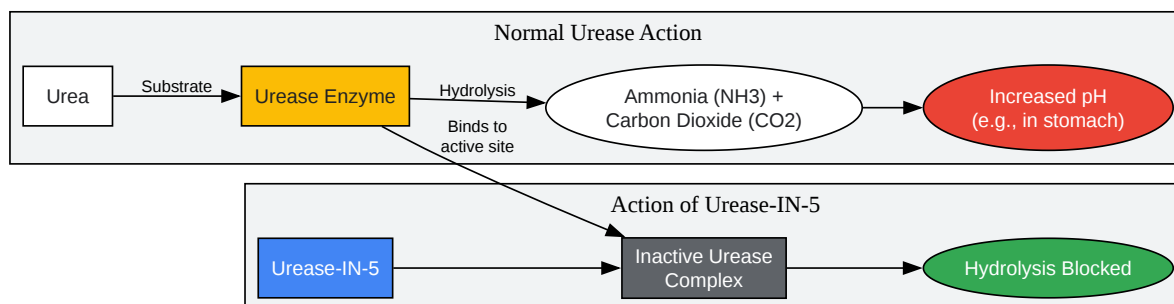 Normal Urease Action
Urea
Substrate
Urease Enzyme
Hydrolysis
Ammonia (NH3) +
Carbon Dioxide (CO2)
Increased pH
(e.g., in stomach)
Binds to
active site
Action of Urease-IN-5
Urease-IN-5
Inactive Urease
Complex
Hydrolysis Blocked